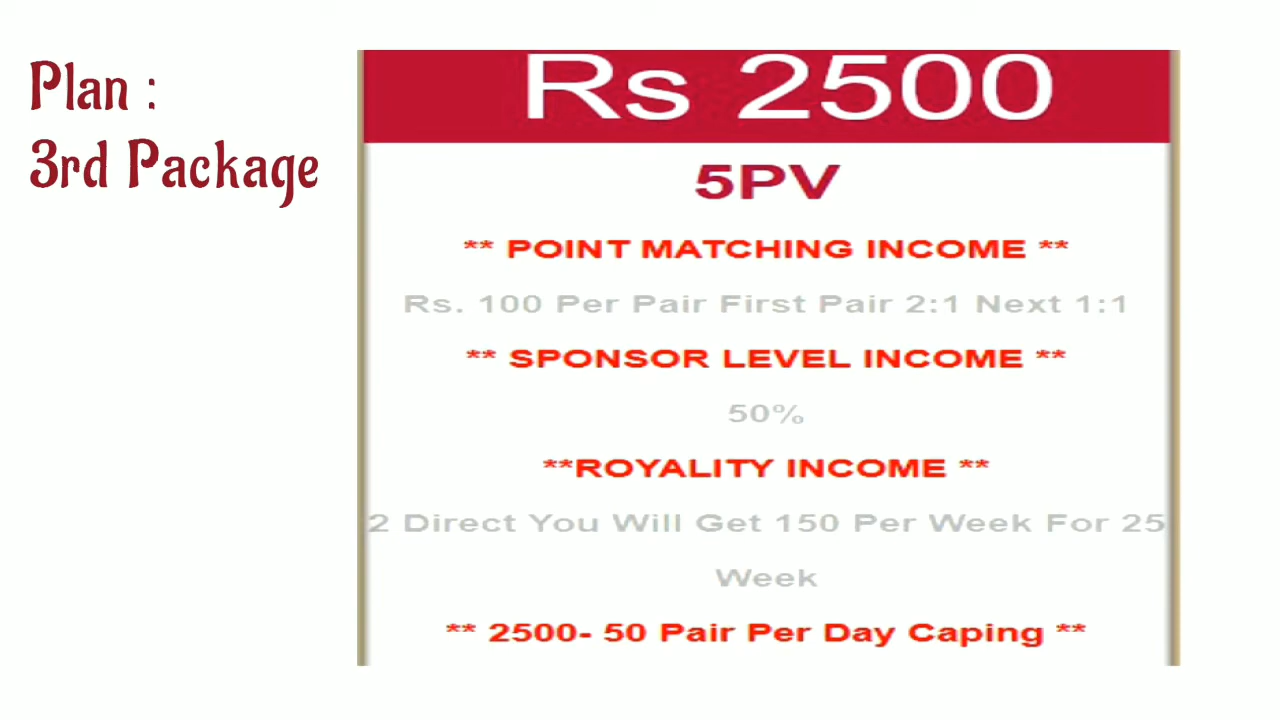 Plan :
3rd Package
Rs 2500
5PV
** POINT MATCHING INCOME **
Rs. 100 Per Pair First Pair 2:1 Next 1:1
** SPONSOR LEVEL INCOME **
50%
**ROYALITY INCOME **
2 Direct You Will Get 150 Per Week For 25
Week
** 2500- 50 Pair Per Day Caping **